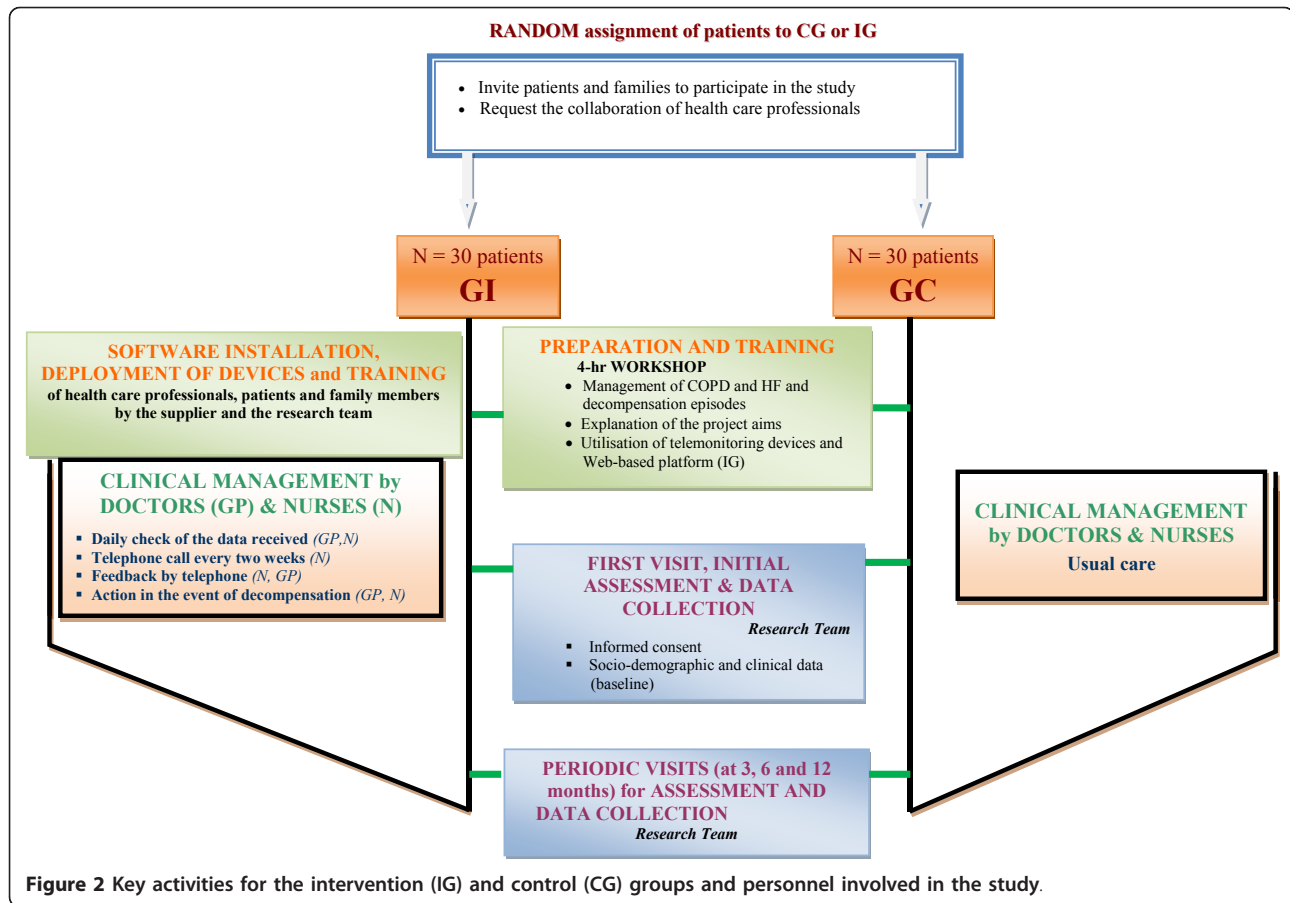 RANDOM assignment of patients to CG or IG
• Invite patients and families to participate in the study
• Request the collaboration of health care professionals
N = 30 patients
GI
N = 30 patients
GC
SOFTWARE INSTALLATION,
DEPLOYMENT OF DEVICES and TRAINING
of health care professionals, patients and family members
by the supplier and the research team
PREPARATION AND TRAINING
4-hr WORKSHOP
• Management of COPD and HF and
decompensation episodes
• Explanation of the project aims
• Utilisation of telemonitoring devices and
Web-based platform (IG)
CLINICAL MANAGEMENT by
DOCTORS (GP) & NURSES (N)
▪ Daily check of the data received (GP,N)
▪ Telephone call every two weeks (N)
▪ Feedback by telephone (N, GP)
▪ Action in the event of decompensation (GP, N)
CLINICAL MANAGEMENT
by DOCTORS & NURSES
Usual care
FIRST VISIT, INITIAL
ASSESSMENT & DATA
COLLECTION
Research Team
▪ Informed consent
▪ Socio-demographic and clinical data
(baseline)
PERIODIC VISITS (at 3, 6 and 12
months) for ASSESSMENT AND
DATA COLLECTION
Research Team
Figure 2 Key activities for the intervention (IG) and control (CG) groups and personnel involved in the study.